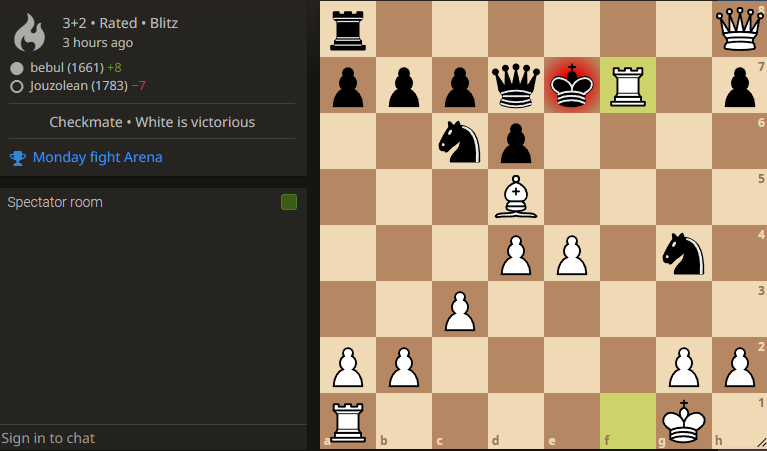 3+2 • Rated • Blitz
3 hours ago
bebul (1661) +8
Jouzolean (1783) −7
Checkmate • White is victorious
Monday fight Arena
Spectator room
Sign in to chat
8
7
6
5
4
3
2
1
a b c d e f g h